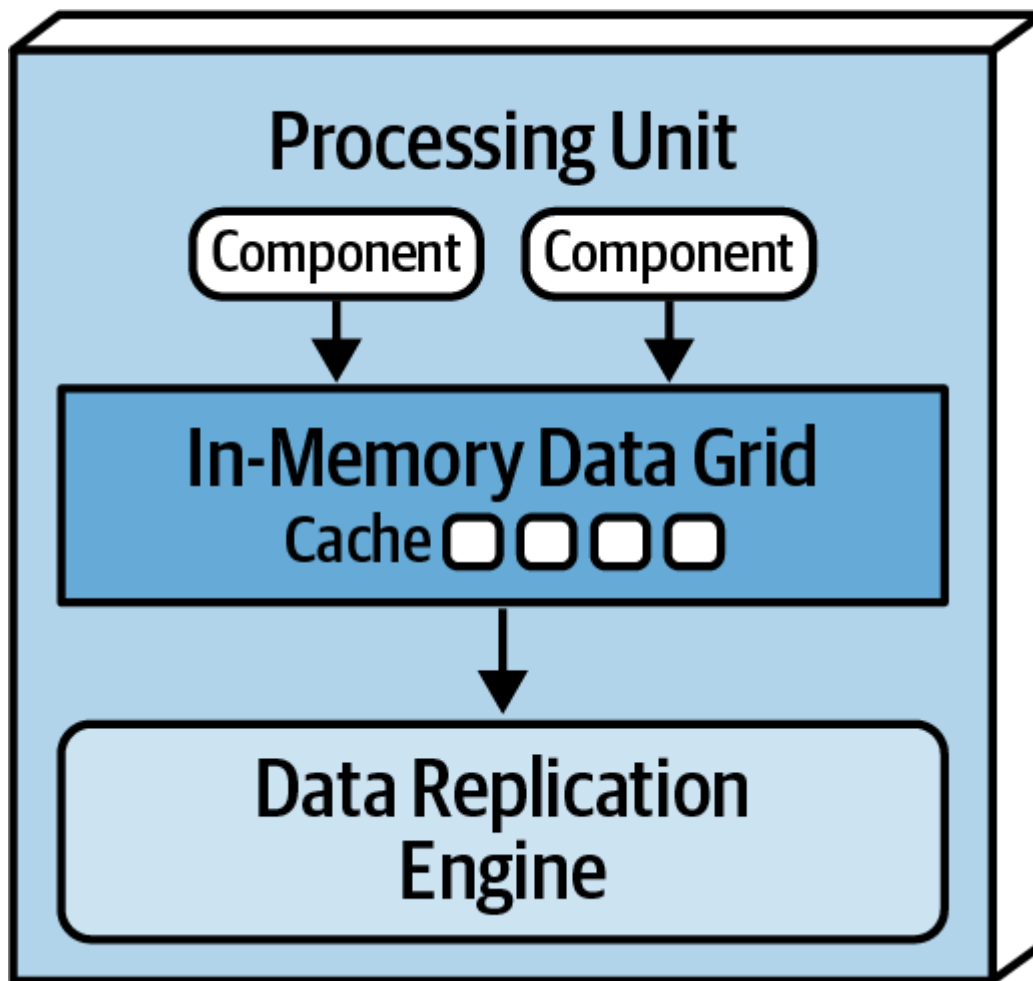 Processing Unit
Component Component
In-Memory Data Grid
Cache
Data Replication
Engine